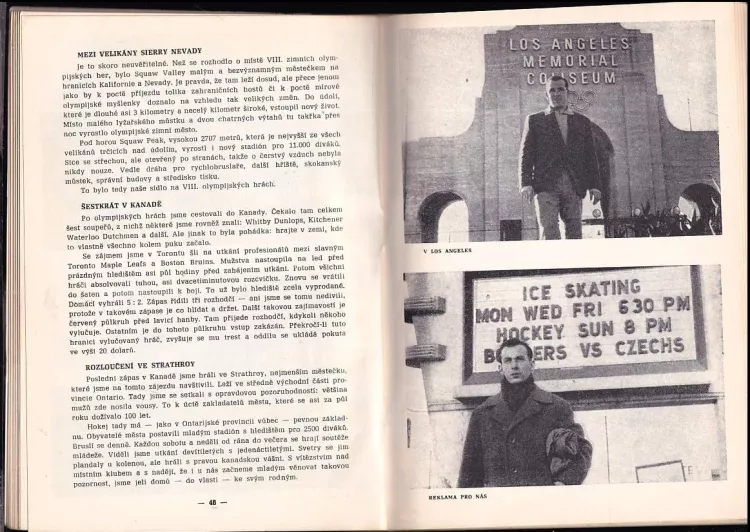 MEZI VELIKÁNY SIERRY NEVADY
Je to skoro neuvěřitelné. Než se rozhodlo o místě VIII. zimních olym-
pijských her, bylo Squaw Valley malým a bezvýznamným městečkem na
hranicích Kalifornie a Nevady. Je pravda, že tam leží dosud, ale přece jenom
jako by k poctě příjezdu tolika zahraničních hostí či k poctě mírové
olympijské myšlenky doznalo na vzhledu tak velikých změn. Do údolí,
které je dlouhé asi 3 kilometry a necelý kilometr široké, vstoupil nový život.
Místo malého lyžařského můstku a dvou chatrných výtahů tu takřka přes
noc vyrostlo olympijské zimní město.
Pod horou Squaw Peak, vysokou 2707 metrů, která je nejvyšší ze všech
velikánů trčících nad údolím, vyrostl i nový stadión pro 11.000 diváků.
Sice se střechou, ale otevřený po stranách, takže o čerstvý vzduch nebyla
nikdy nouze. Vedle dráha pro rychlobruslaře, další hřiště, skokanský
můstek, správní budovy a středisko tisku.
To bylo tedy naše sídlo na VIII. olympijských hrách.
ŠESTKRÁT V KANADĚ
Po olympijských hrách jsme cestovali do Kanady. Čekalo tam celkem
šest soupeřů, z nichž některé jsme rovněž znali: Whitby Dunlops, Kitchener
Waterloo Dutchmen a další. Ale jinak to byla pohádka: hrajete v zemi, kde
to vlastně všechno kolem puku začalo.
Se zájmem jsme v Torontu šli na utkání profesionálů mezi slavným
Toronto Maple Leafs a Boston Bruins. Mužstva nastoupila na led před
prázdným hledištěm asi půl hodiny před zahájením utkání. Potom všichni
hráči absolvovali tuhou, asi dvacetiminutovou rozcvičku. Znovu se vrátili
do šaten a potom nastoupili k boji. To už bylo hlediště zcela vyprodané.
Domácí vyhráli 5 : 2. Zápas řídili tři rozhodčí — ani jsme se tomu nedivili,
protože v takovém zápase je co hlídat a držet. Další takovou zajímavostí je
červený půlkruh před lavicí hanby. Tam přijede rozhodčí, kdykoli někoho
vylučuje. Ostatním je do tohoto půlkruhu vstup zakázán. Překročí-li tuto
hranici vylučovaný hráč, zvyšuje se mu trest a oddílu se ukládá pokuta
ve výši 20 dolarů.
ROZLOUČENÍ VE STRATHROY
Poslední zápas v Kanadě jsme hráli ve Strathroy, nejmenším městečku,
které jsme na tomto zájezdu navštívili. Leží ve středně východní části pro-
vincie Ontario. Tady jsme se setkali s opravdovou pozoruhodností: většina
mužů zde nosila vousy. To k úctě zakladatelů města, které se asi za půl
roku dožívalo 100 let.
Hokej tady má — jako v Ontarijské provincii vůbec — pevnou základ-
nu. Obyvatelé města postavili mladým stadión s hledištěm pro 2500 diváků.
Bruslí se denně. Každou sobotu a neděli od rána do večera se hrají soutěže
mládeže. Viděli jsme utkání devítiletých s jedenáctiletými. Svetry se jim
plandaly u kolenou, ale hráli s pravou kanadskou vášní. S vítězstvím nad
místním klubem a s nadějí, že i u nás začneme mladým věnovat takovou
pozornost, jsme jeli domů — do vlasti — ke svým rodným.
— 46 —
LOS ANGELES
MEMORIAL
COLISEUM
V LOS ANGELES
ICE SKATING
MON WED FRI 6 30 PM
HOCKEY SUN 8 PM
VS CZECHS
REKLAMA PRO NÁS